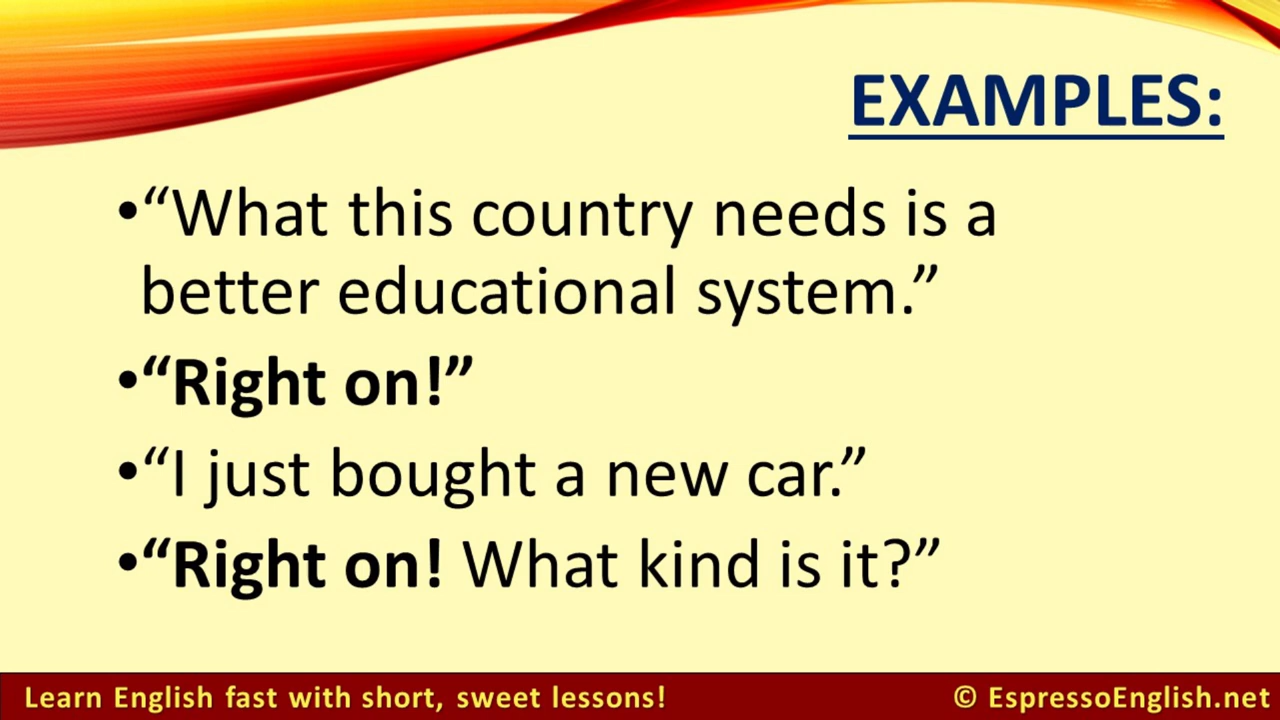 EXAMPLES:
•“What this country needs is a
better educational system.”
•“Right on!”
•“I just bought a new car.”
•“Right on! What kind is it?”
Learn English fast with short, sweet lessons!
© EspressoEnglish.net